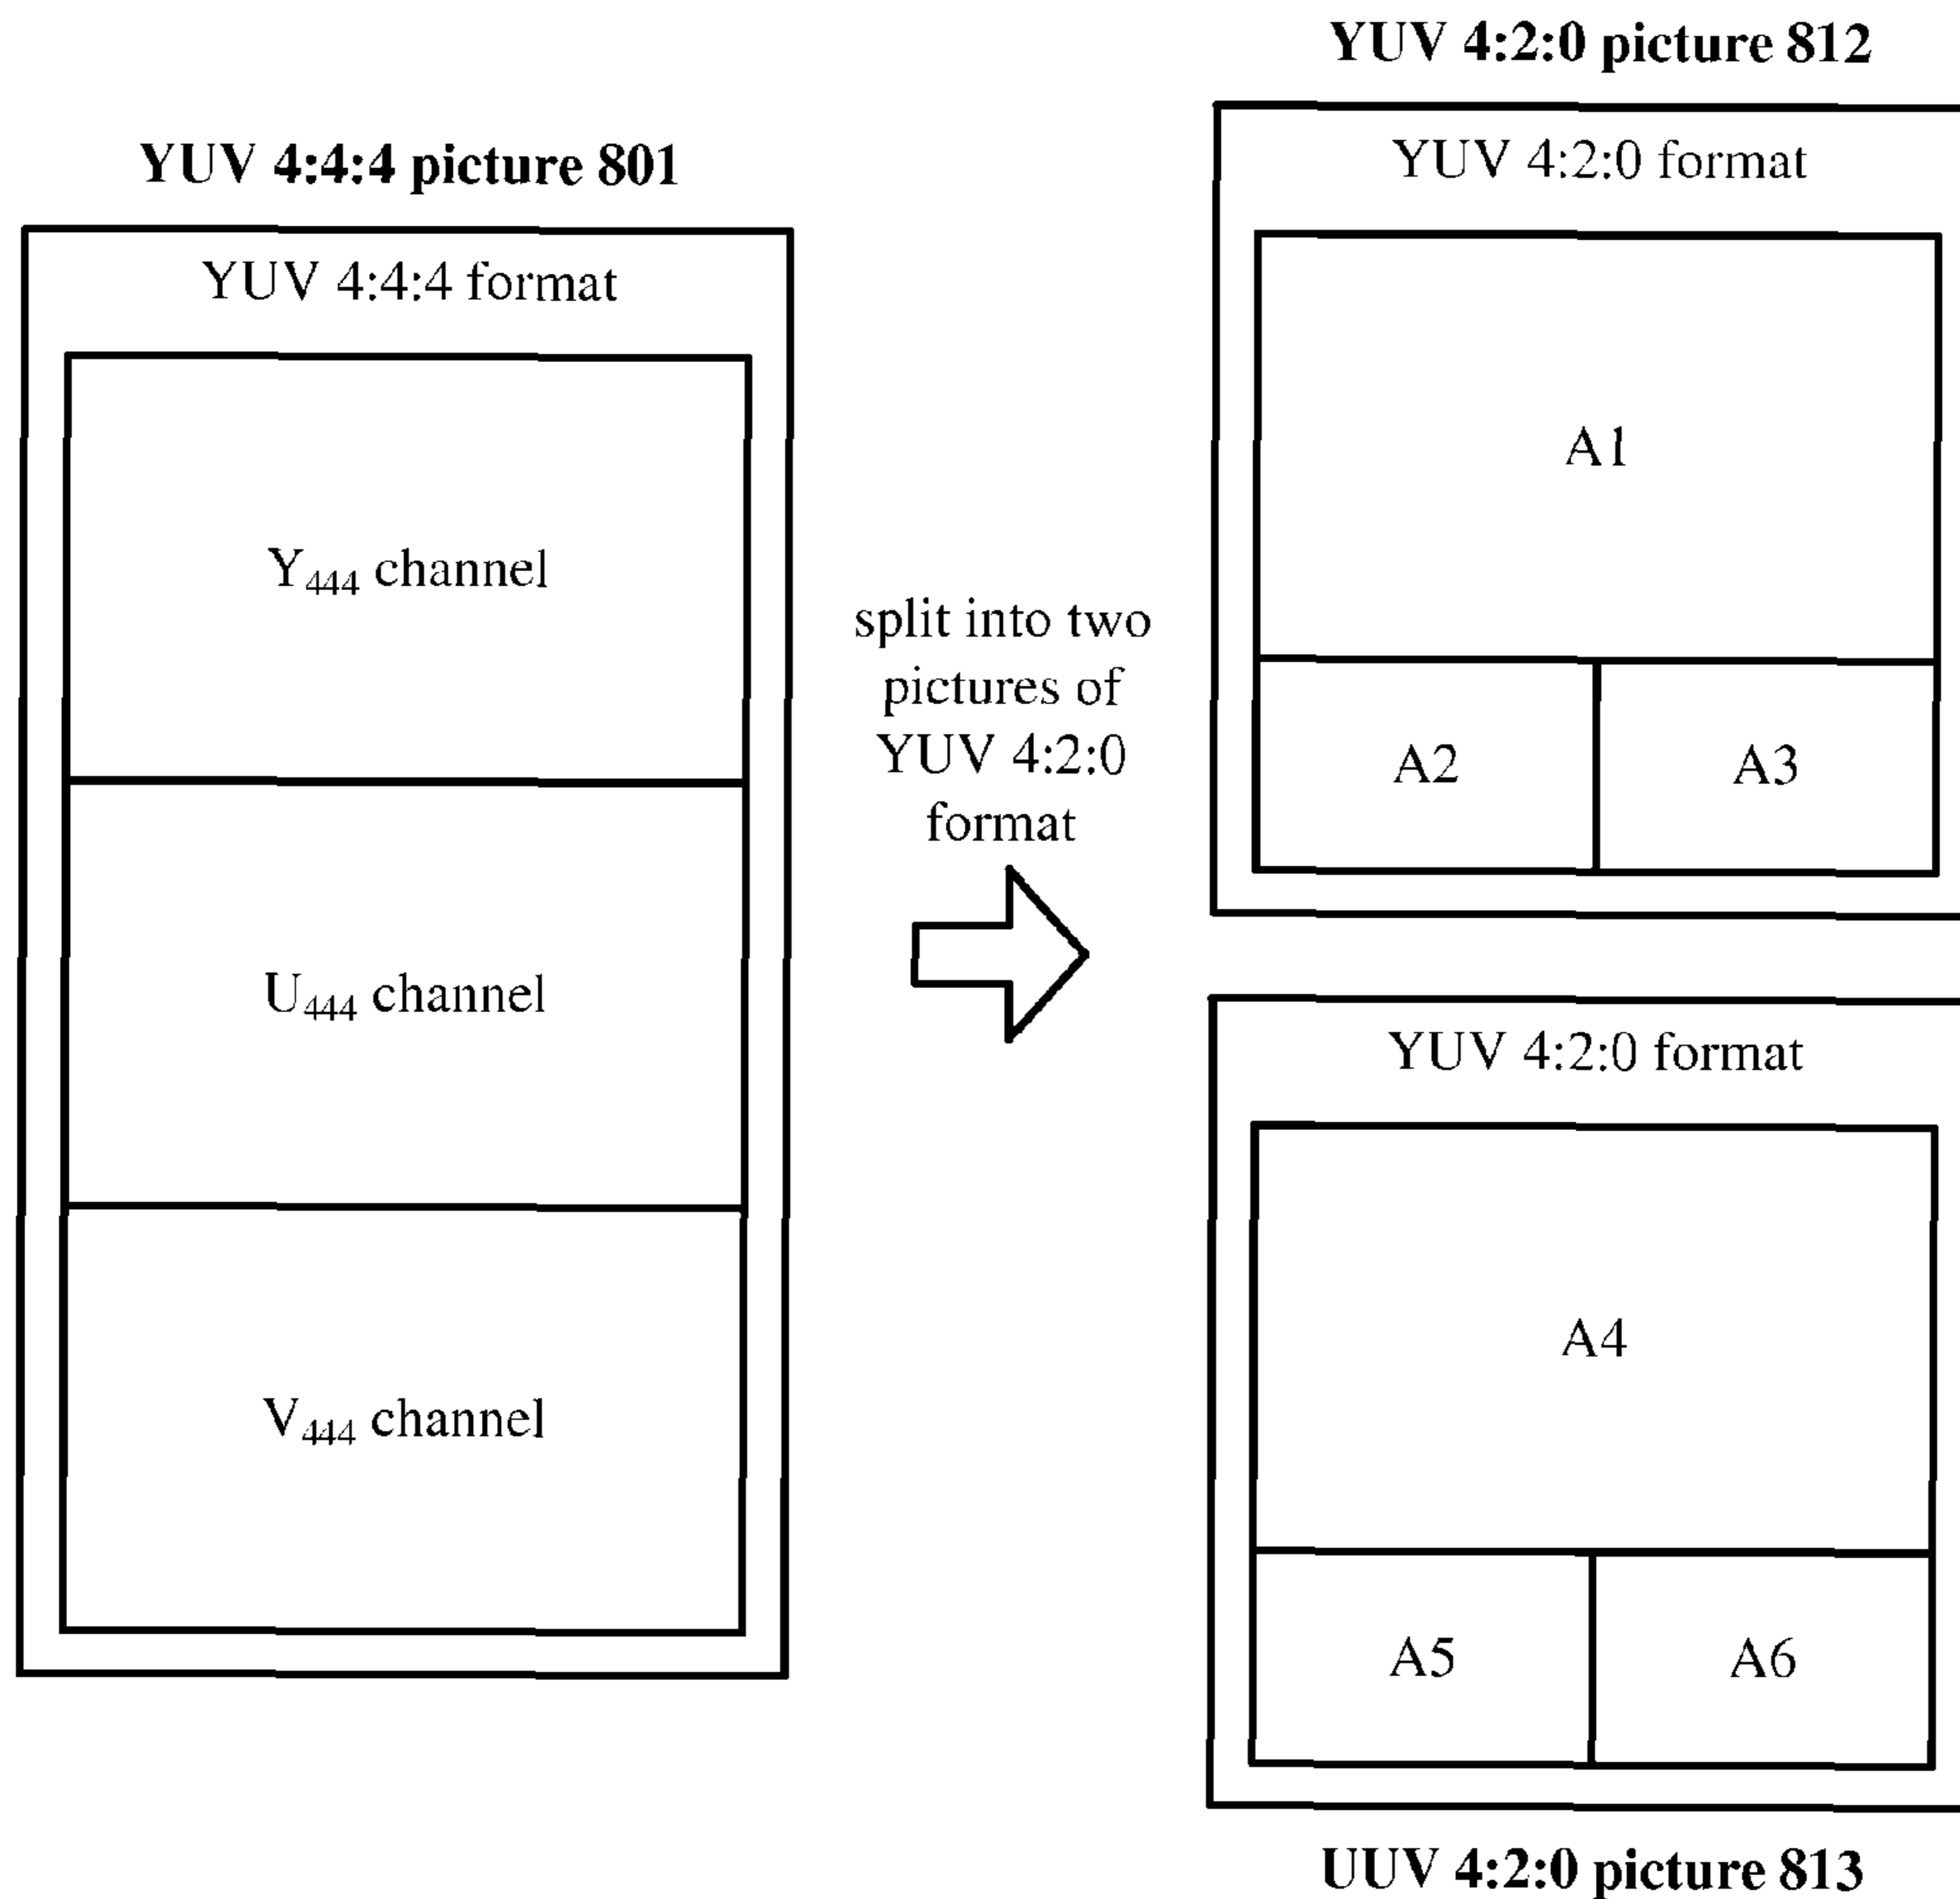 YUV 4:4:4 picture 801
YUV 4:4:4 format
Y444 channel
U444 channel
V444 channel
split into two
pictures of
YUV 4:2:0
format
YUV 4:2:0 picture 812
YUV 4:2:0 format
A1
A2 A3
YUV 4:2:0 format
A4
A5 A6
UUV 4:2:0 picture 813